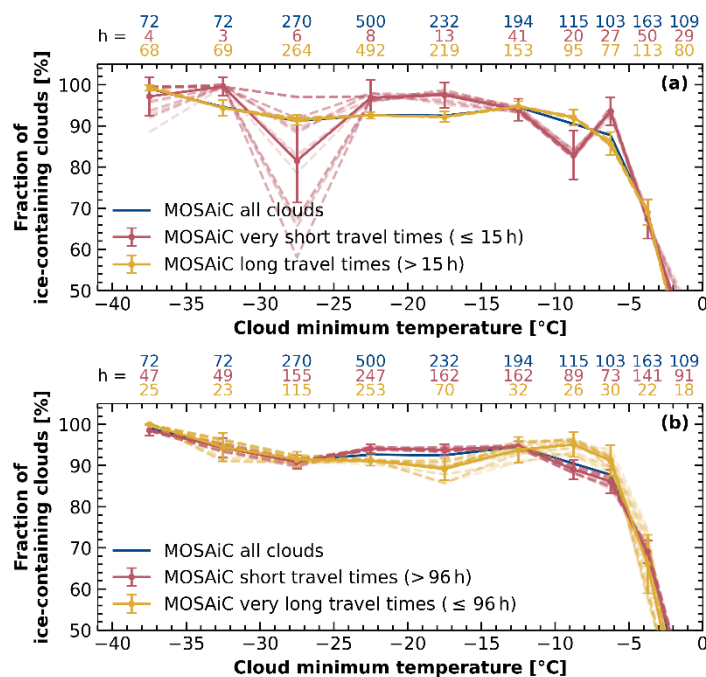 72 72 270 500 232 194 115 103 163 109
h = 4 3 6 8 13 41 20 27 50 29
68 69 264 492 219 153 95 77 113 80
(a)
Fraction of
ice-containing clouds [%]
100
90
80
70
60
50
MOSAiC all clouds
MOSAiC very short travel times (≤ 15 h)
MOSAiC long travel times (> 15 h)
−40 −35 −30 −25 −20 −15 −10 −5 0
Cloud minimum temperature [°C]
72 72 270 500 232 194 115 103 163 109
h = 47 49 155 247 162 162 89 73 141 91
25 23 115 253 70 32 26 30 22 18
(b)
Fraction of
ice-containing clouds [%]
100
90
80
70
60
50
MOSAiC all clouds
MOSAiC short travel times (> 96 h)
MOSAiC very long travel times (≤ 96 h)
−40 −35 −30 −25 −20 −15 −10 −5 0
Cloud minimum temperature [°C]